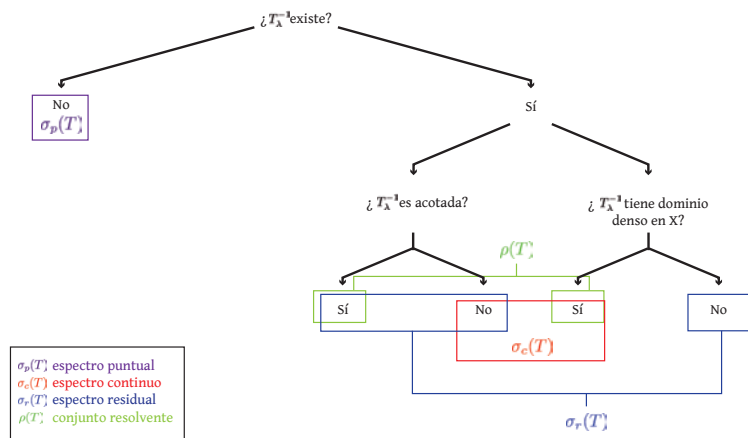 ¿ T_λ^{-1} existe?
No
σ_p(T)
Sí
¿ T_λ^{-1} es acotada?
¿ T_λ^{-1} tiene dominio
denso en X?
ρ(T)
Sí
No
Sí
No
σ_c(T)
σ_r(T)
σ_p(T) espectro puntual
σ_c(T) espectro continuo
σ_r(T) espectro residual
ρ(T) conjunto resolvente